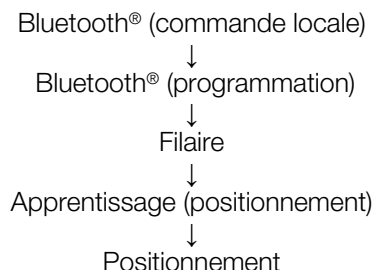 Bluetooth® (commande locale)
↓
Bluetooth® (programmation)
↓
Filaire
↓
Apprentissage (positionnement)
↓
Positionnement